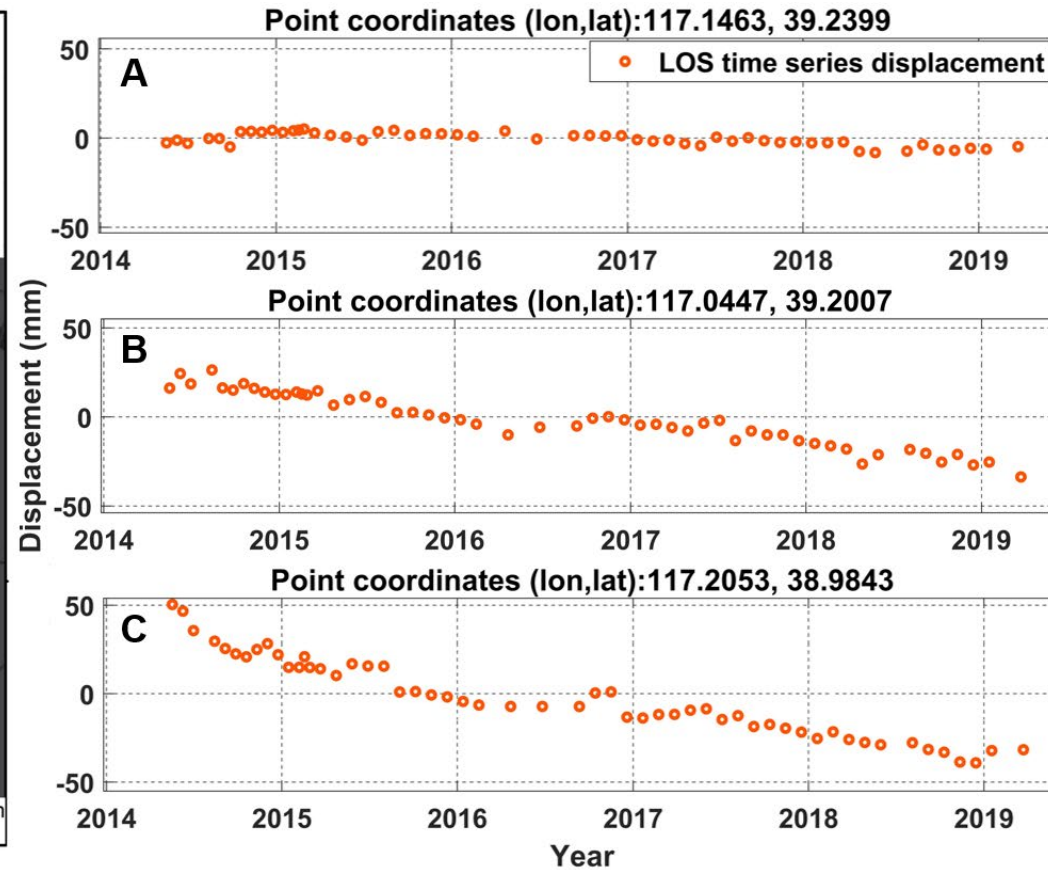 Point coordinates (lon,lat):117.1463, 39.2399
A
LOS time series displacement
50
0
-50
2014 2015 2016 2017 2018 2019
Displacement (mm)
Point coordinates (lon,lat):117.0447, 39.2007
B
50
0
-50
2014 2015 2016 2017 2018 2019
Point coordinates (lon,lat):117.2053, 38.9843
C
50
0
-50
2014 2015 2016 2017 2018 2019
Year